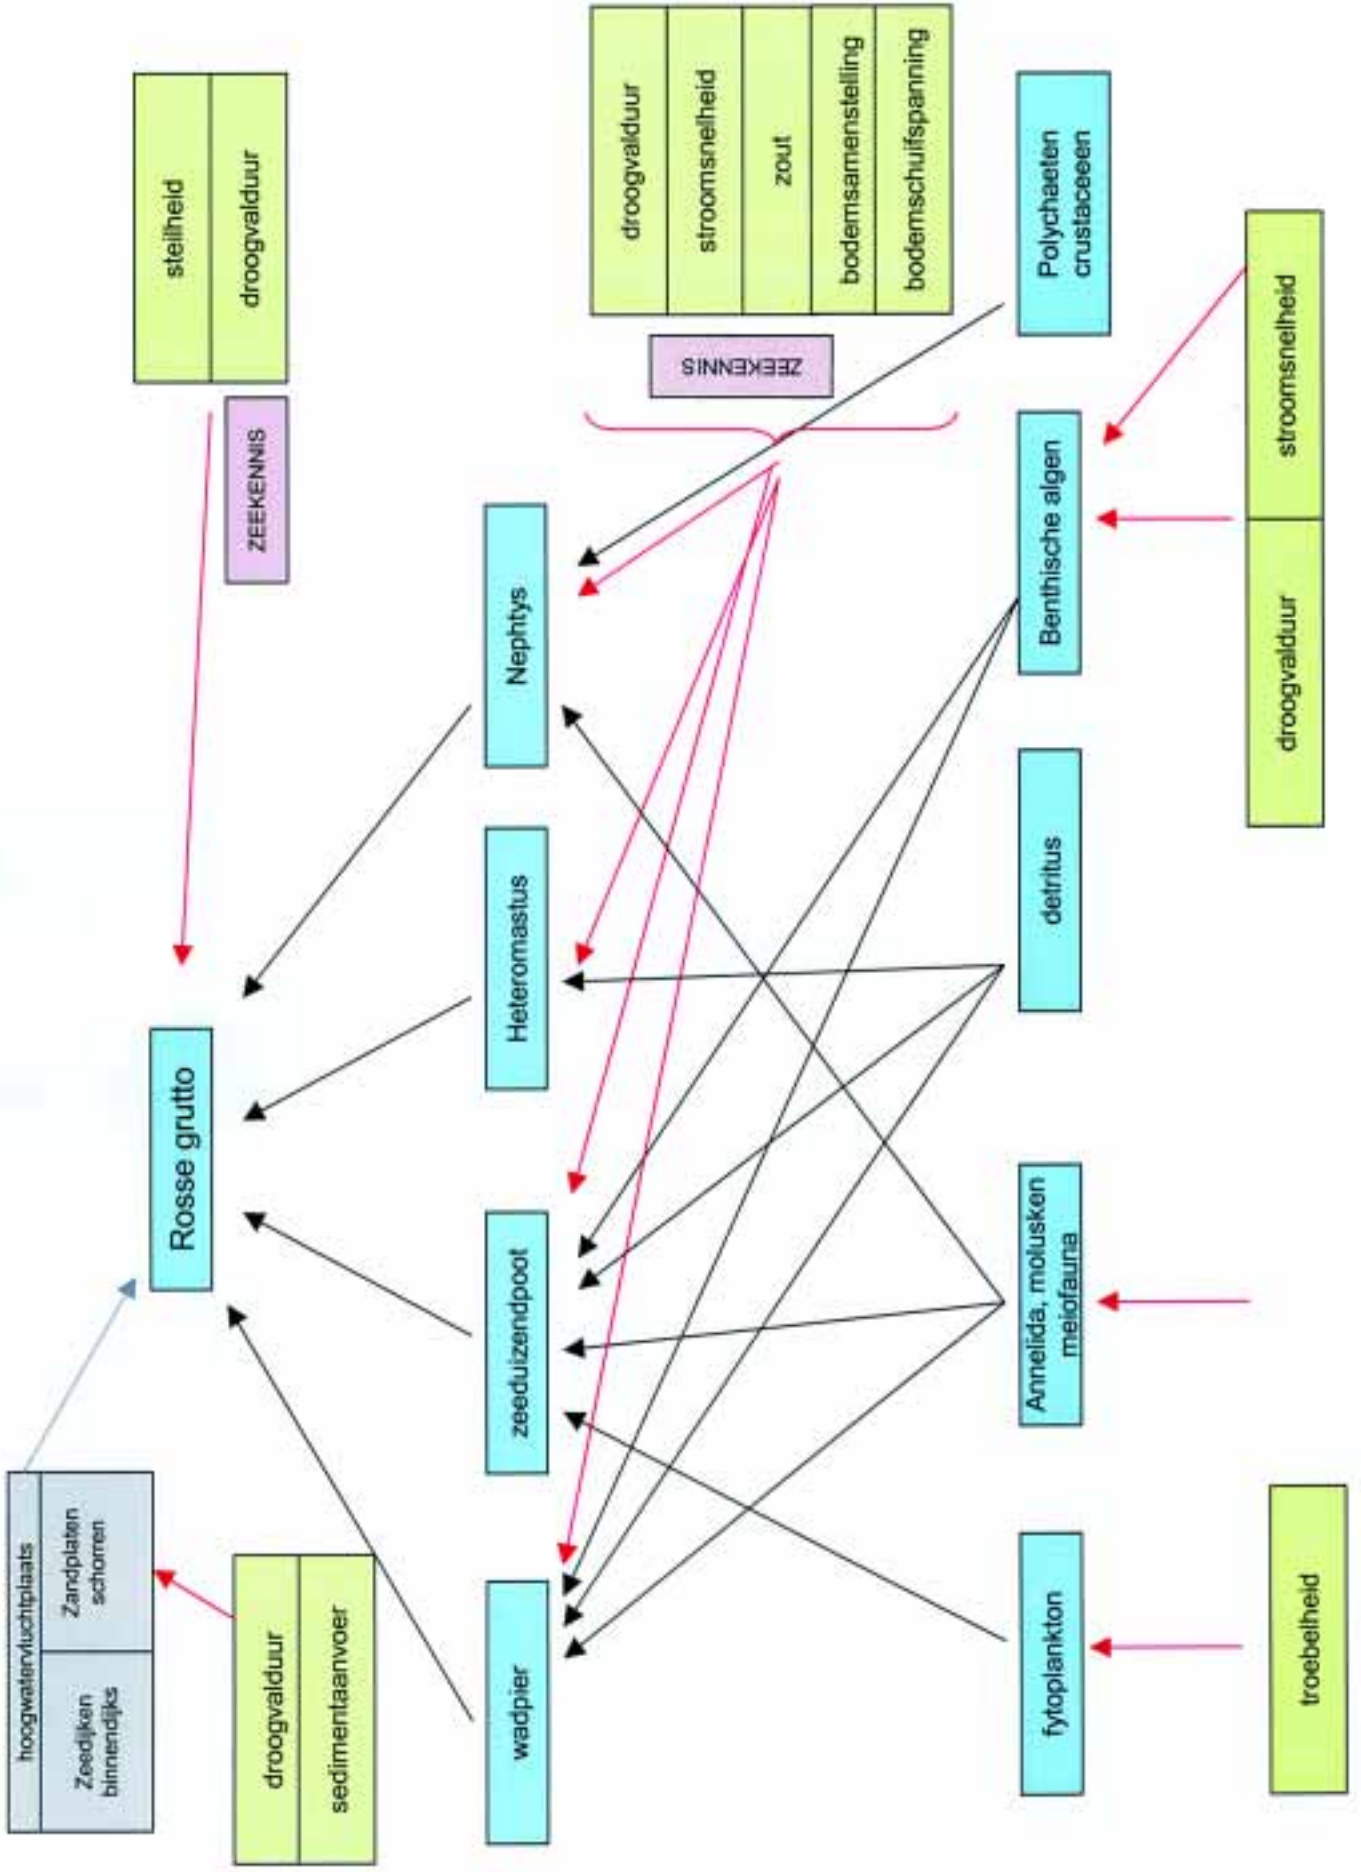 hoogwatervluchtplaats
Zeedijken
binnendijks
Zandplaten
schorren
droogvalduur
sedimentaanvoer
Rosse grutto
steilheid
droogvalduur
ZEEKENNIS
wadpier
zeeduizendpoot
Heteromastus
Nephtys
droogvalduur
stroomsnelheid
zout
bodemsamenstelling
bodemschuifspanning
ZEEKENNIS
fytoplankton
Annelida, molusken
meiofauna
detritus
Benthische algen
Polychaeten
crustaceeen
troebelheid
droogvalduur
stroomsnelheid